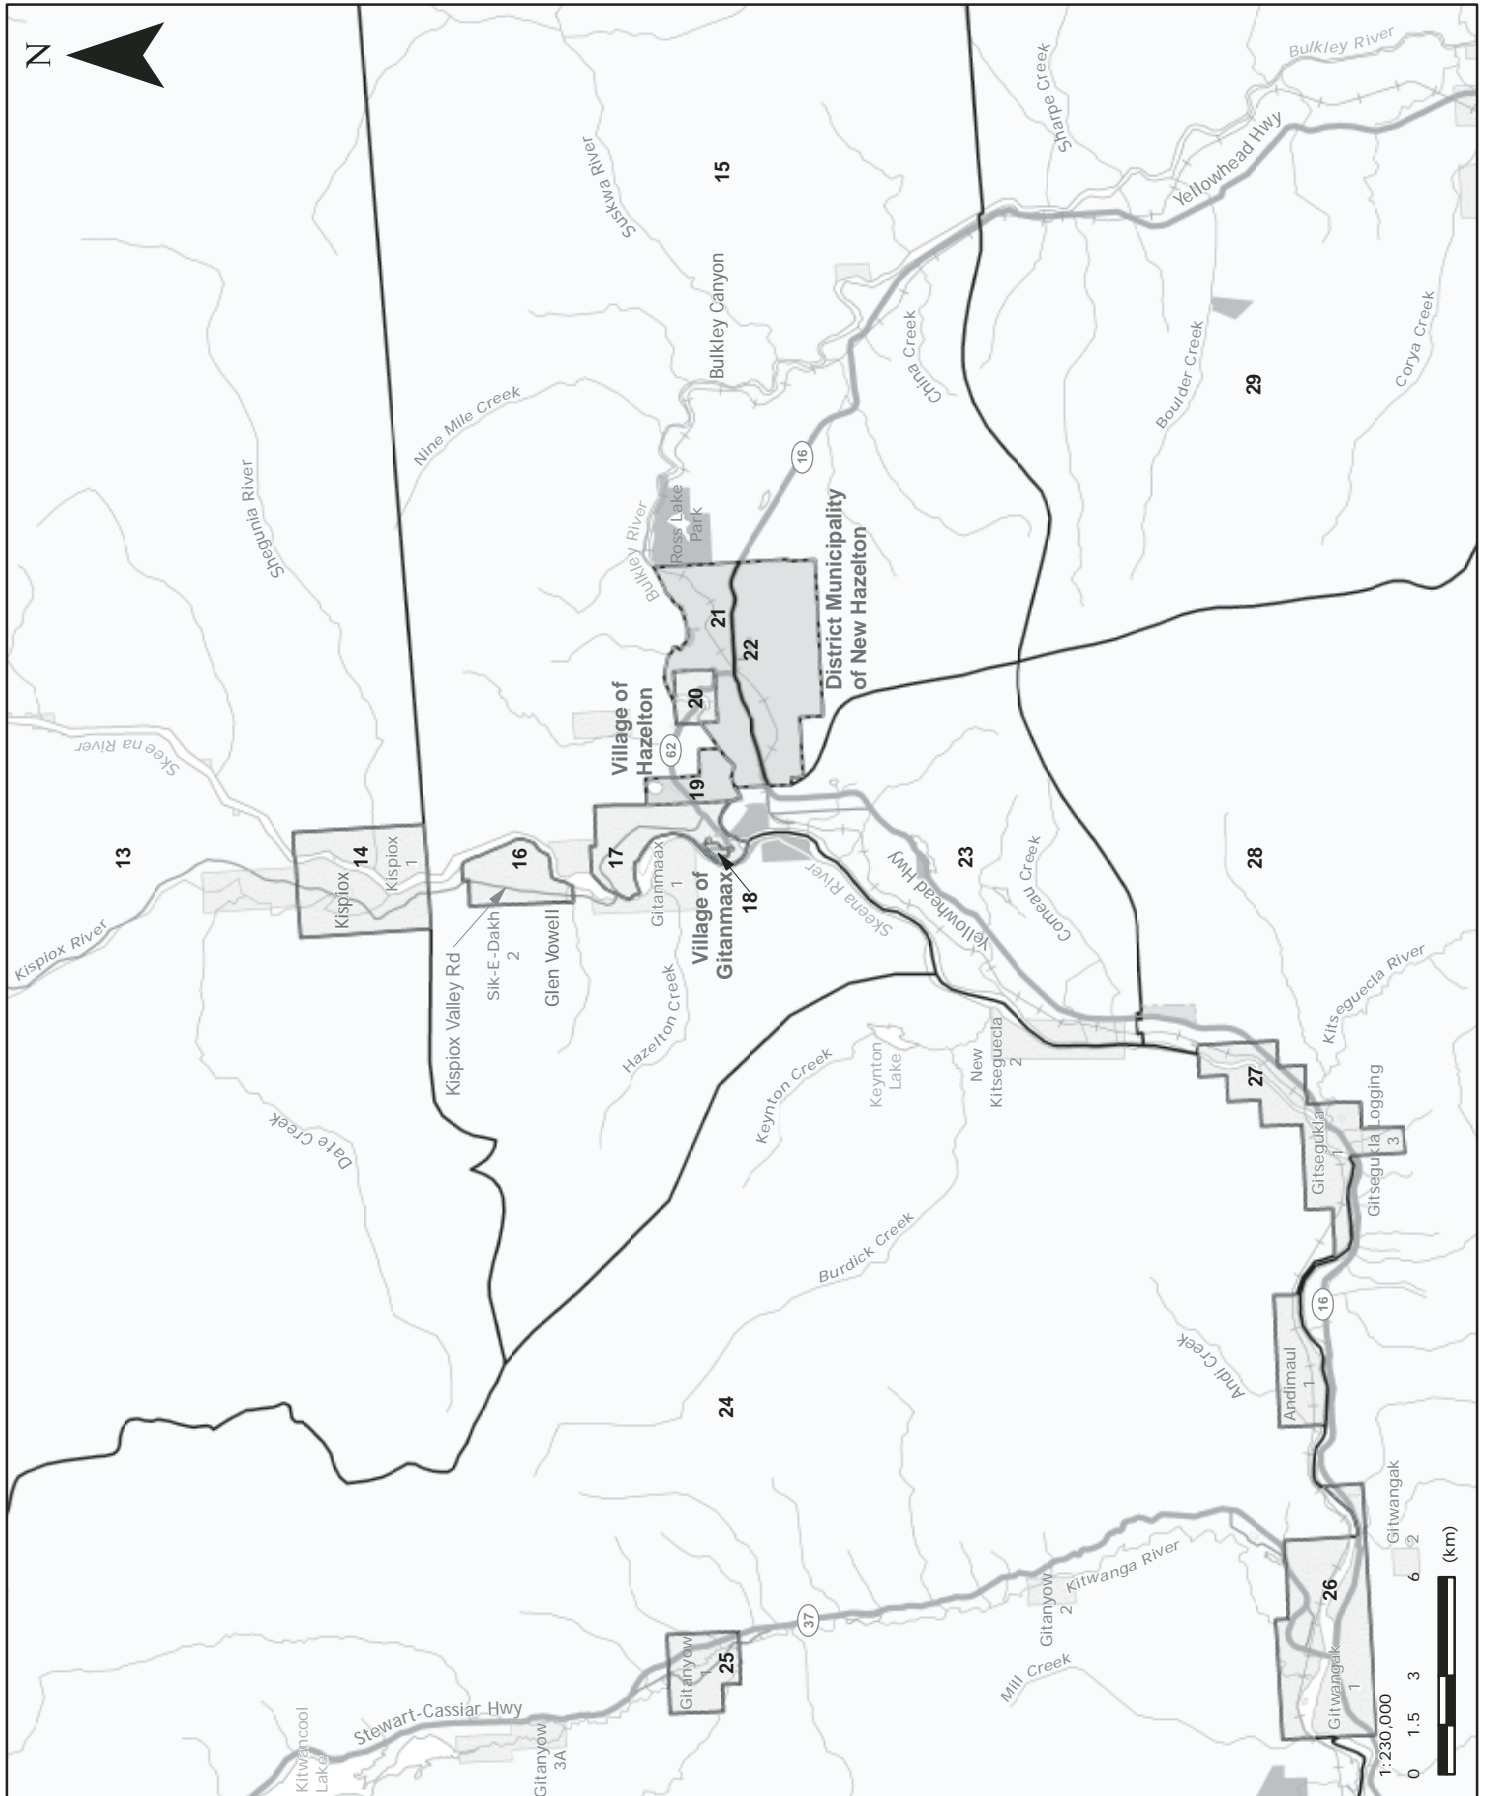 N
13
14
15
16
17
18
19
20
21
22
23
24
25
26
27
28
29
Kispiox River
Skeena River
Shegunia River
Date Creek
Kispiox
Kispiox
1
Kispiox Valley Rd
Sik-E-Dakh
2
Glen Vowell
Nine Mile Creek
Suskwa River
Bulkley Canyon
Bulkley River
Bulkley River
Bulkley River
Ross Lake
Park
Village of
Hazelton
62
Gitanmaax
1
Village of
Gitanmaax
Hazelton Creek
District Municipality
of New Hazelton
16
China Creek
Sharpe Creek
Yellowhead Hwy
Boulder Creek
Corya Creek
Skeena River
Yellowhead Hwy
Comeau Creek
Keynton Creek
Keynton
Lake
New
Kitseguecla
2
Kitseguecla River
Gitsegukla
1
Gitsegukla Logging
3
Burdick Creek
Andi Creek
Andimaul
1
16
Gitwangak
2
Gitwangak
1
Kitwanga River
Gitanyow
2
Mill Creek
37
Gitanyow
1
Stewart-Cassiar Hwy
Gitanyow
3A
Kitwancool
Lake
1:230,000
0 1.5 3 6 (km)